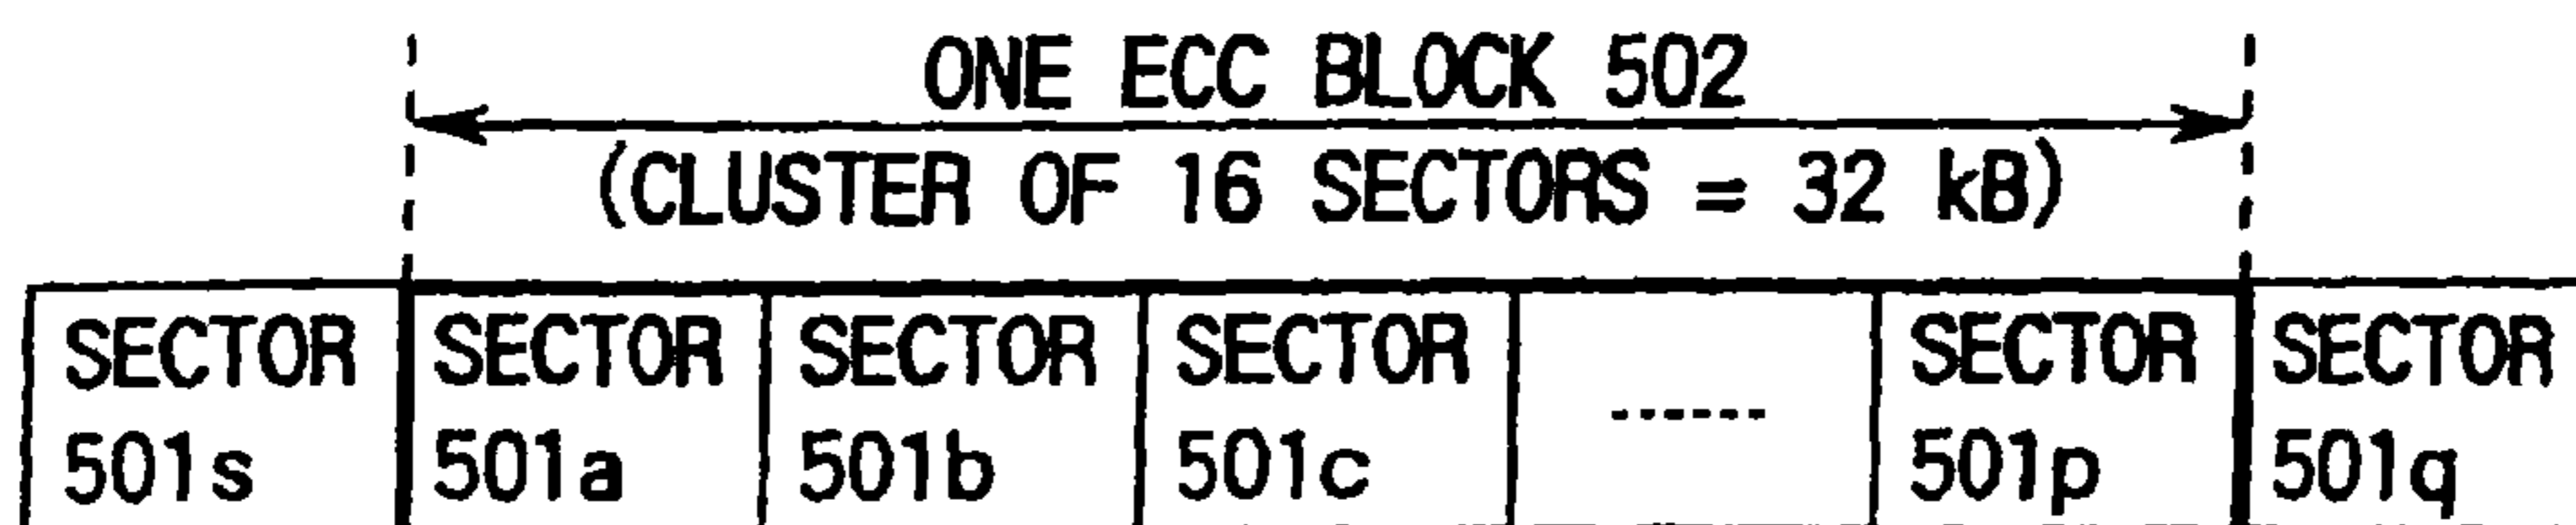 ONE ECC BLOCK 502
(CLUSTER OF 16 SECTORS = 32 kB)
SECTOR SECTOR SECTOR SECTOR SECTOR SECTOR
501s 501a 501b 501c ------ 501p 501q